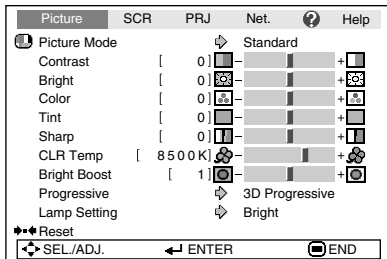 Picture SCR PRJ Net. ? Help
Picture Mode Standard
Contrast [ 0] - +
Bright [ 0] - +
Color [ 0] - +
Tint [ 0] - +
Sharp [ 0] - +
CLR Temp [ 8500K] - +
Bright Boost [ 1] - +
Progressive 3D Progressive
Lamp Setting Bright
Reset
SEL./ADJ. ENTER END